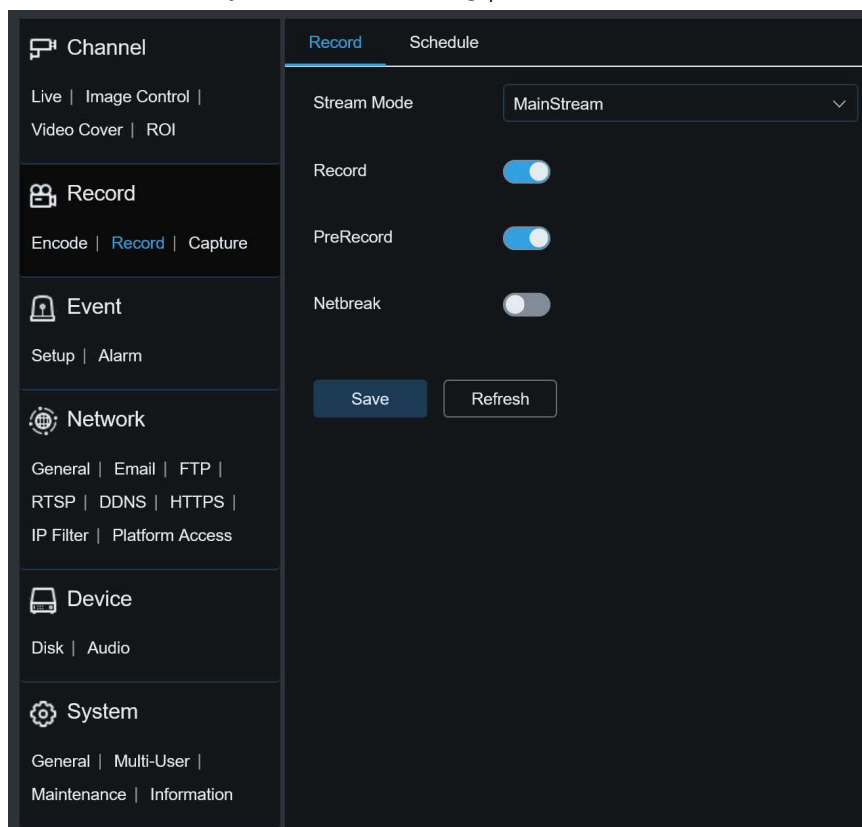 Channel
Live | Image Control |
Video Cover | ROI
Record
Encode | Record | Capture
Event
Setup | Alarm
Network
General | Email | FTP |
RTSP | DDNS | HTTPS |
IP Filter | Platform Access
Device
Disk | Audio
System
General | Multi-User |
Maintenance | Information
Record Schedule
Stream Mode MainStream
Record
PreRecord
Netbreak
Save Refresh